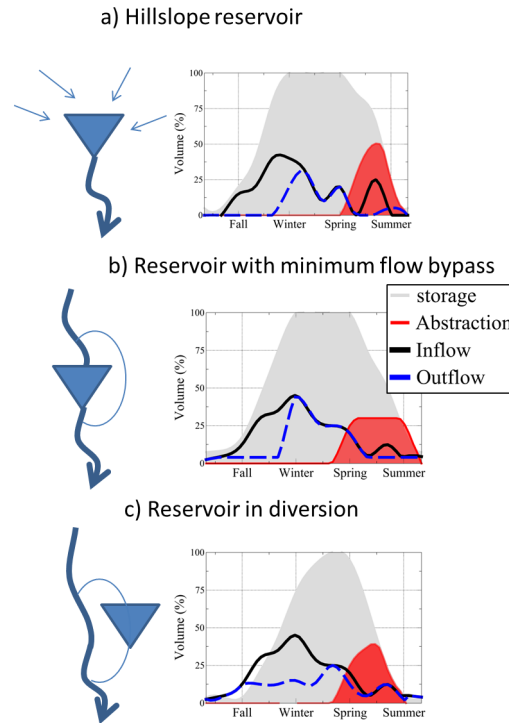 a) Hillslope reservoir
Volume (%)
100
75
50
25
0
Fall Winter Spring Summer
b) Reservoir with minimum flow bypass
Volume (%)
100
75
50
25
0
Fall Winter Spring Summer
storage
Abstraction
Inflow
Outflow
c) Reservoir in diversion
Volume (%)
100
75
50
25
0
Fall Winter Spring Summer